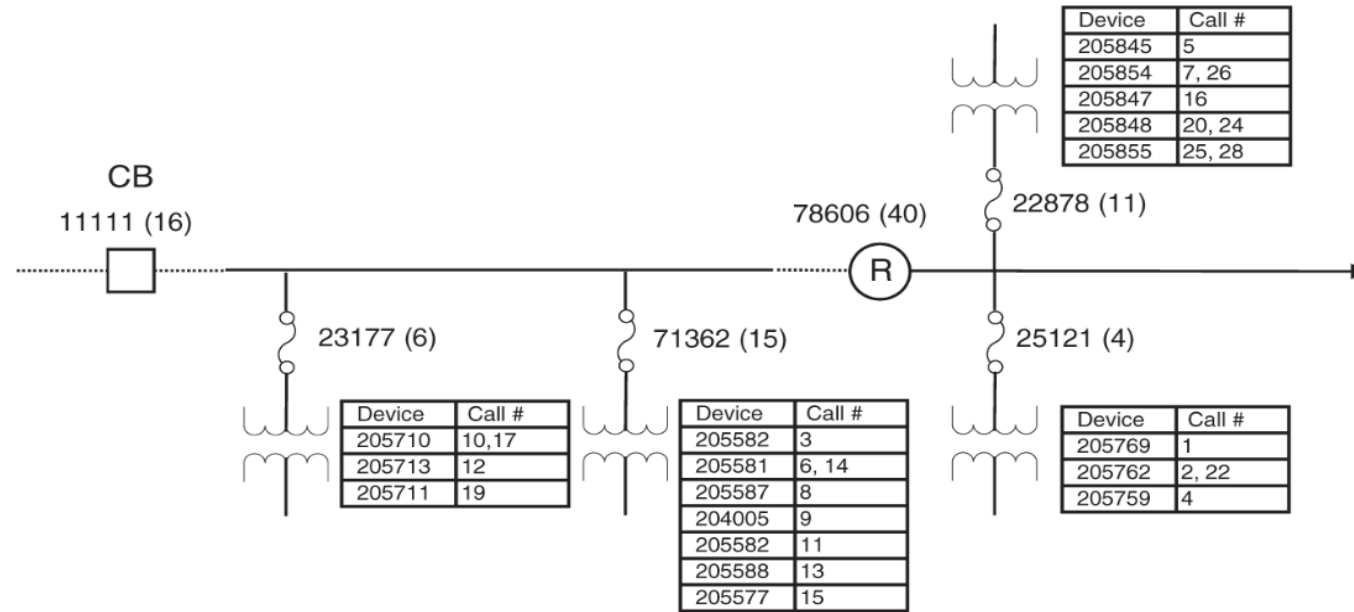 Device Call #
205845 5
205854 7, 26
205847 16
205848 20, 24
205855 25, 28
CB
11111 (16)
78606 (40)
22878 (11)
R
23177 (6)
71362 (15)
25121 (4)
Device Call #
205710 10,17
205713 12
205711 19
Device Call #
205582 3
205581 6, 14
205587 8
204005 9
205582 11
205588 13
205577 15
Device Call #
205769 1
205762 2, 22
205759 4